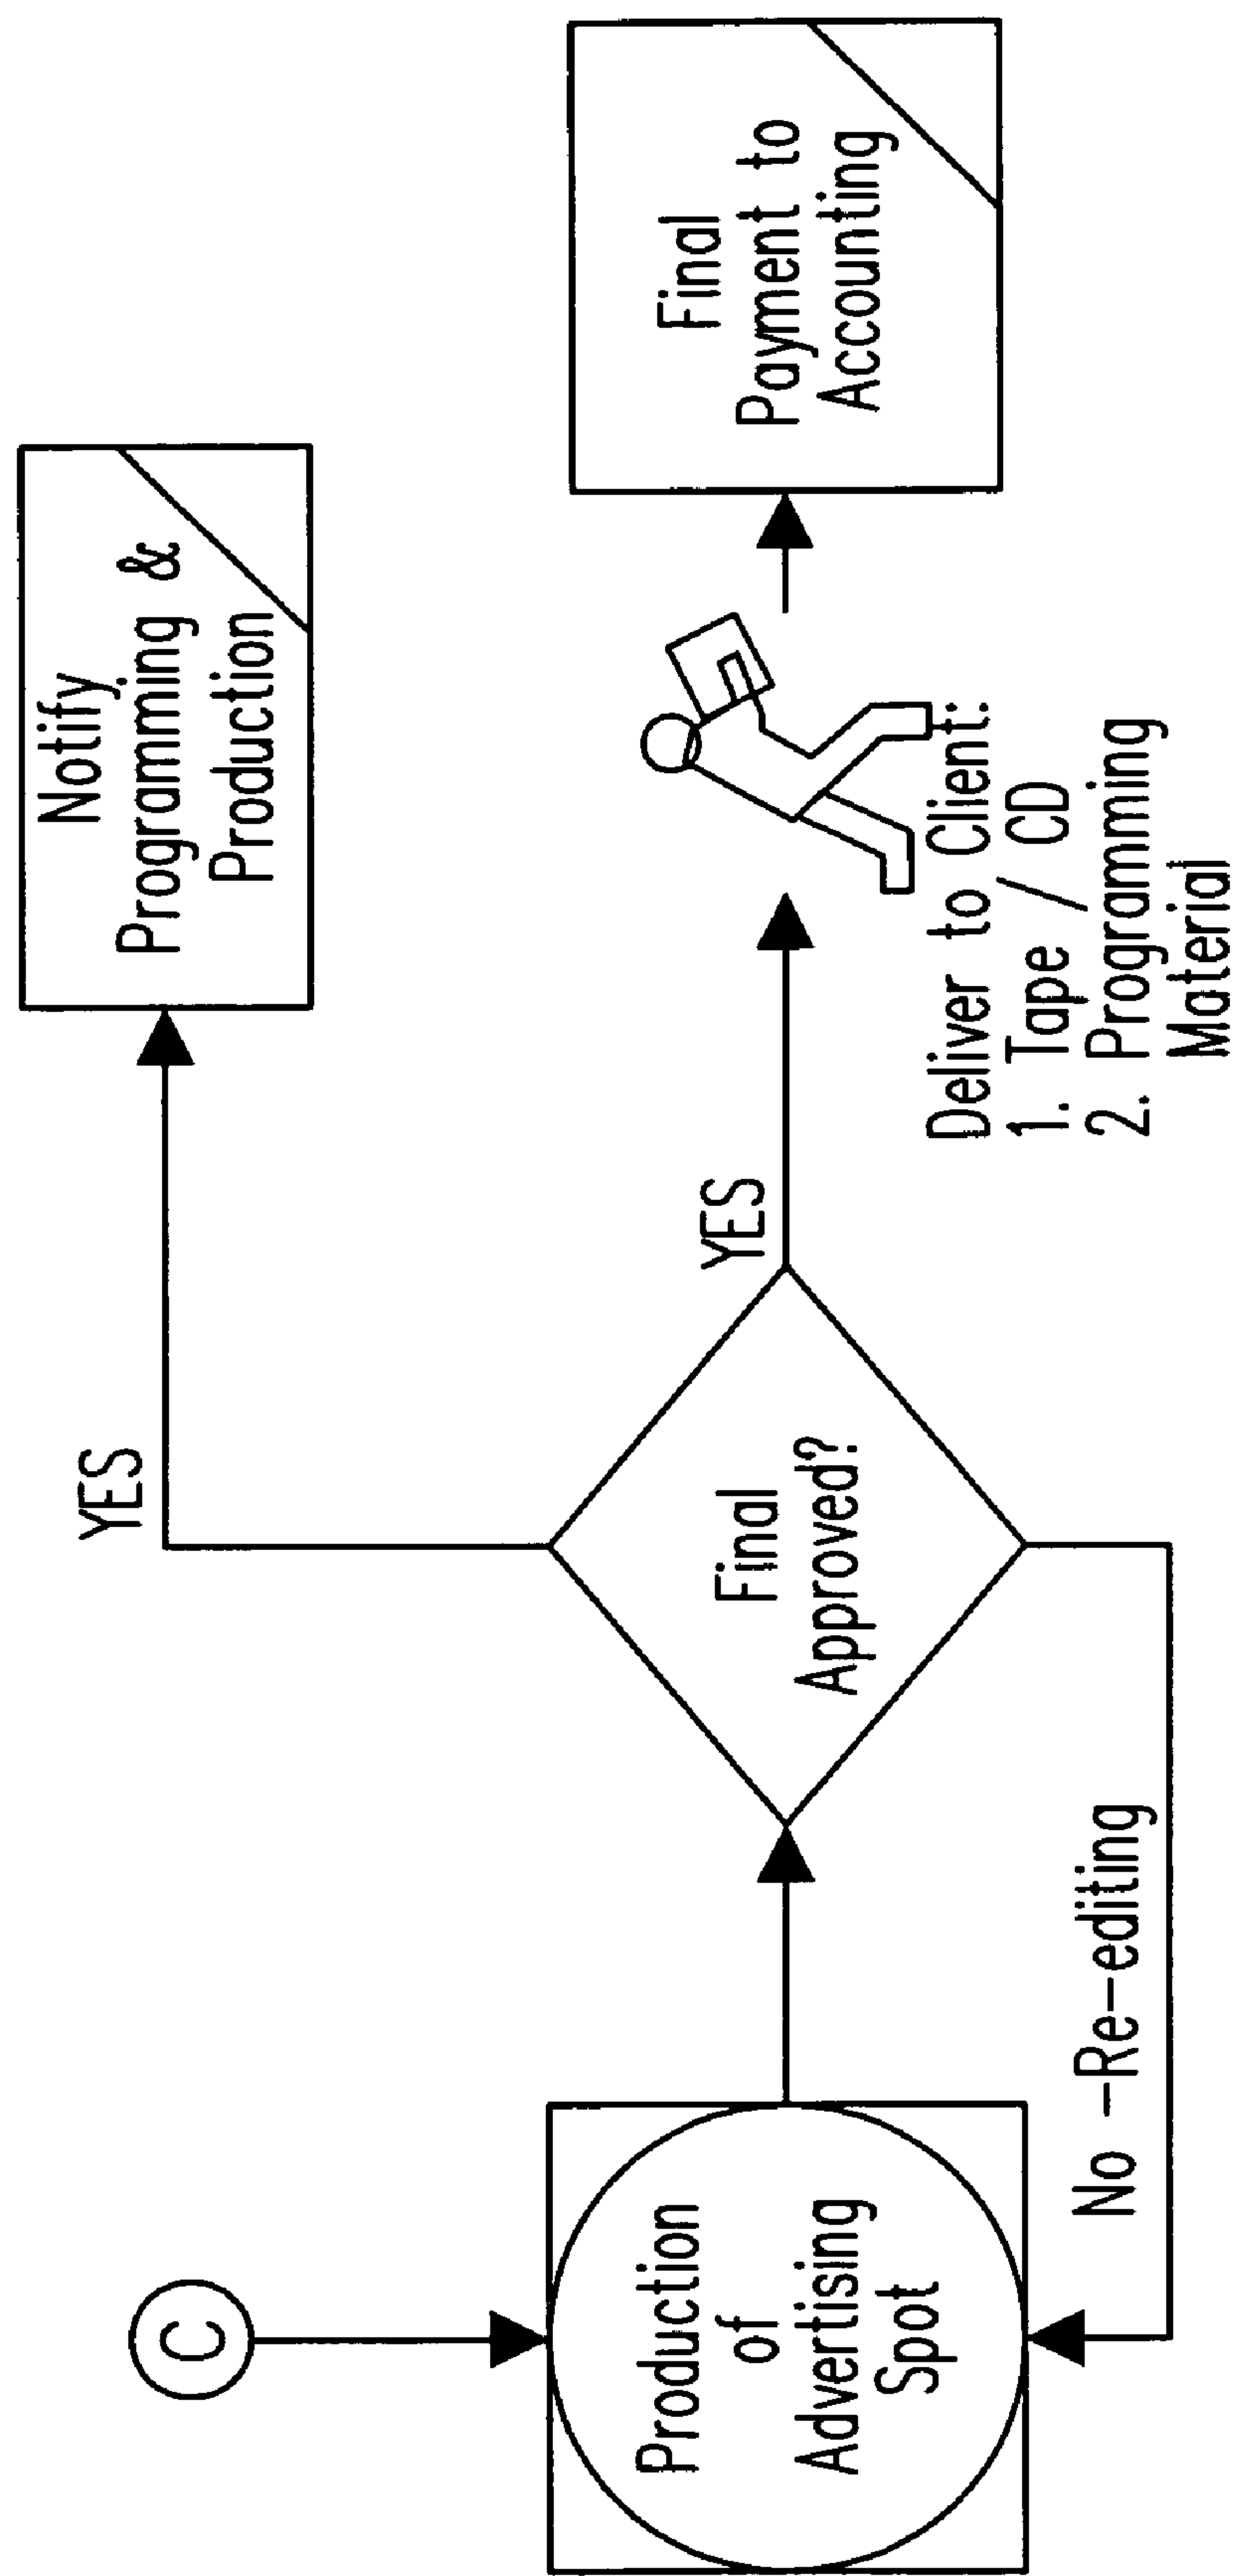 C
Production
of
Advertising
Spot
No -Re-editing
Final
Approved?
YES
YES
Notify
Programming &
Production
Deliver to Client:
1. Tape / CD
2. Programming
Material
Final
Payment to
Accounting